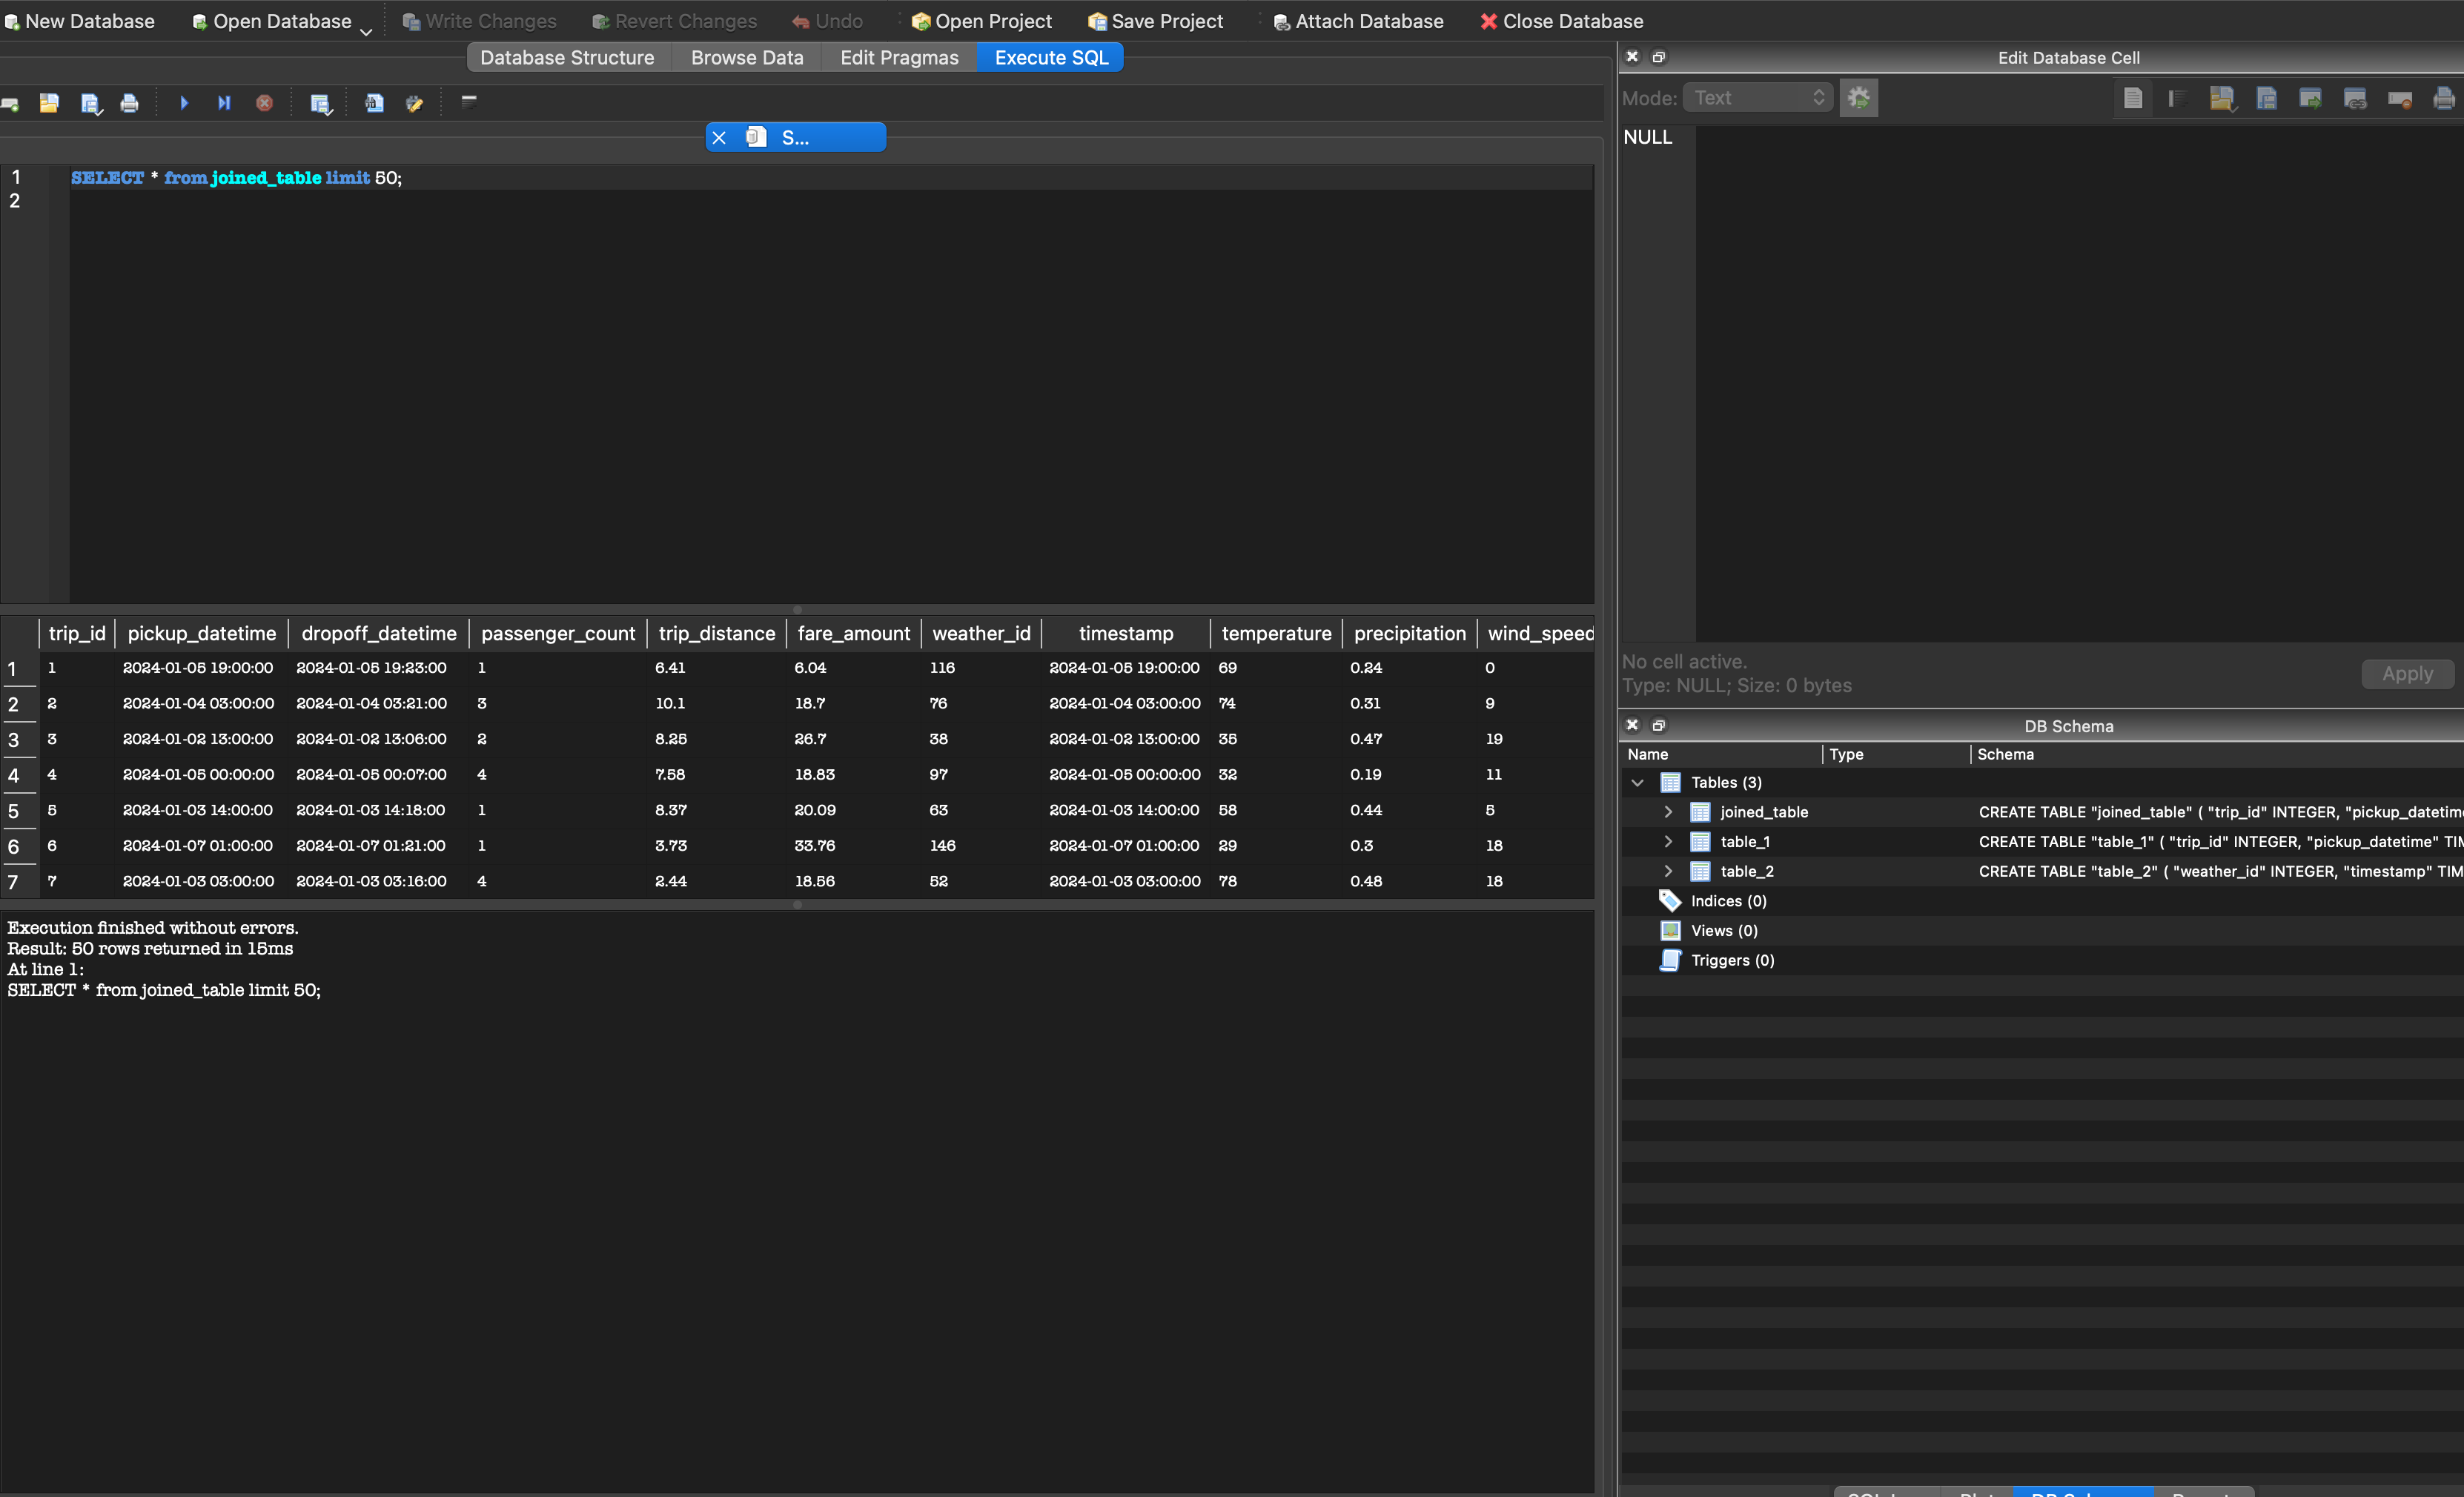 New Database Open Database Write Changes Revert Changes Undo Open Project Save Project Attach Database Close Database
Database Structure Browse Data Edit Pragmas Execute SQL
S...
1 SELECT * from joined_table limit 50;
2
trip_id pickup_datetime dropoff_datetime passenger_count trip_distance fare_amount weather_id timestamp temperature precipitation wind_speed
1 1 2024-01-05 19:00:00 2024-01-05 19:23:00 1 6.41 6.04 116 2024-01-05 19:00:00 69 0.24 0
2 2 2024-01-04 03:00:00 2024-01-04 03:21:00 3 10.1 18.7 76 2024-01-04 03:00:00 74 0.31 9
3 3 2024-01-02 13:00:00 2024-01-02 13:06:00 2 8.25 26.7 38 2024-01-02 13:00:00 35 0.47 19
4 4 2024-01-05 00:00:00 2024-01-05 00:07:00 4 7.58 18.83 97 2024-01-05 00:00:00 32 0.19 11
5 5 2024-01-03 14:00:00 2024-01-03 14:18:00 1 8.37 20.09 63 2024-01-03 14:00:00 58 0.44 5
6 6 2024-01-07 01:00:00 2024-01-07 01:21:00 1 3.73 33.76 146 2024-01-07 01:00:00 29 0.3 18
7 7 2024-01-03 03:00:00 2024-01-03 03:16:00 4 2.44 18.56 52 2024-01-03 03:00:00 78 0.48 18
Execution finished without errors.
Result: 50 rows returned in 15ms
At line 1:
SELECT * from joined_table limit 50;
Edit Database Cell
Mode: Text
NULL
No cell active.
Type: NULL; Size: 0 bytes
Apply
DB Schema
Name Type Schema
Tables (3)
joined_table CREATE TABLE "joined_table" ( "trip_id" INTEGER, "pickup_datetim
table_1 CREATE TABLE "table_1" ( "trip_id" INTEGER, "pickup_datetime" TIM
table_2 CREATE TABLE "table_2" ( "weather_id" INTEGER, "timestamp" TIM
Indices (0)
Views (0)
Triggers (0)